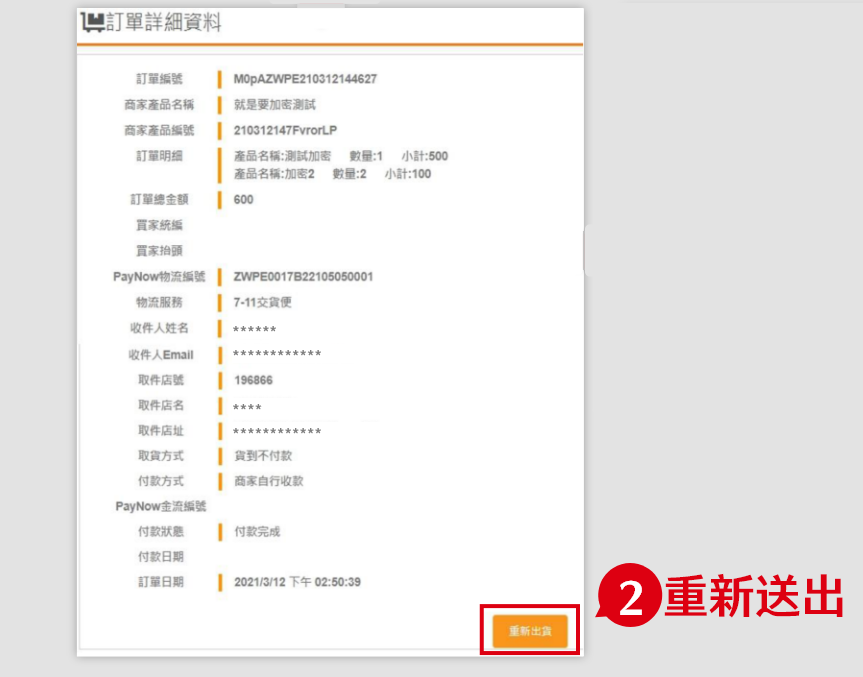 訂單詳細資料
訂單編號 M0pAZWPE210312144627
商家產品名稱 就是要加密測試
商家產品編號 210312147FvrorLP
訂單明細 產品名稱:測試加密 數量:1 小計:500
產品名稱:加密2 數量:2 小計:100
訂單總金額 600
買家統編
買家抬頭
PayNow物流編號 ZWPE0017B22105050001
物流服務 7-11交貨便
收件人姓名 ******
收件人Email ************
取件店號 196866
取件店名 ****
取件店址 ************
取貨方式 貨到不付款
付款方式 商家自行收款
PayNow金流編號
付款狀態 付款完成
付款日期
訂單日期 2021/3/12 下午 02:50:39
重新出貨
2 重新送出